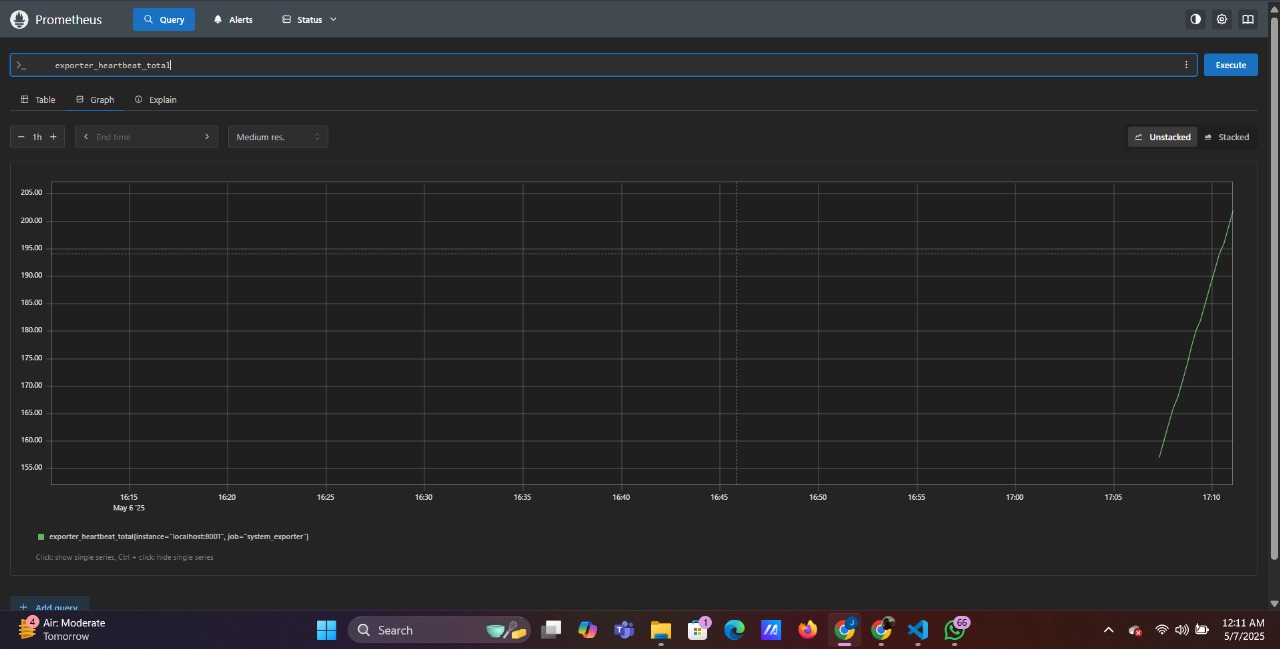 Prometheus Query Alerts Status
>_ exporter_heartbeat_total Execute
Table Graph Explain
− 1h + < End time > Medium res. Unstacked Stacked
205.00
200.00
195.00
190.00
185.00
180.00
175.00
170.00
165.00
160.00
155.00
16:15 16:20 16:25 16:30 16:35 16:40 16:45 16:50 16:55 17:00 17:05 17:10
May 6 '25
exporter_heartbeat_total{instance="localhost:8001", job="system_exporter"}
Click: show single series, Ctrl + click: hide single series
+ Add query
4 Air: Moderate
Tomorrow
Search
1
J
66
12:11 AM
5/7/2025